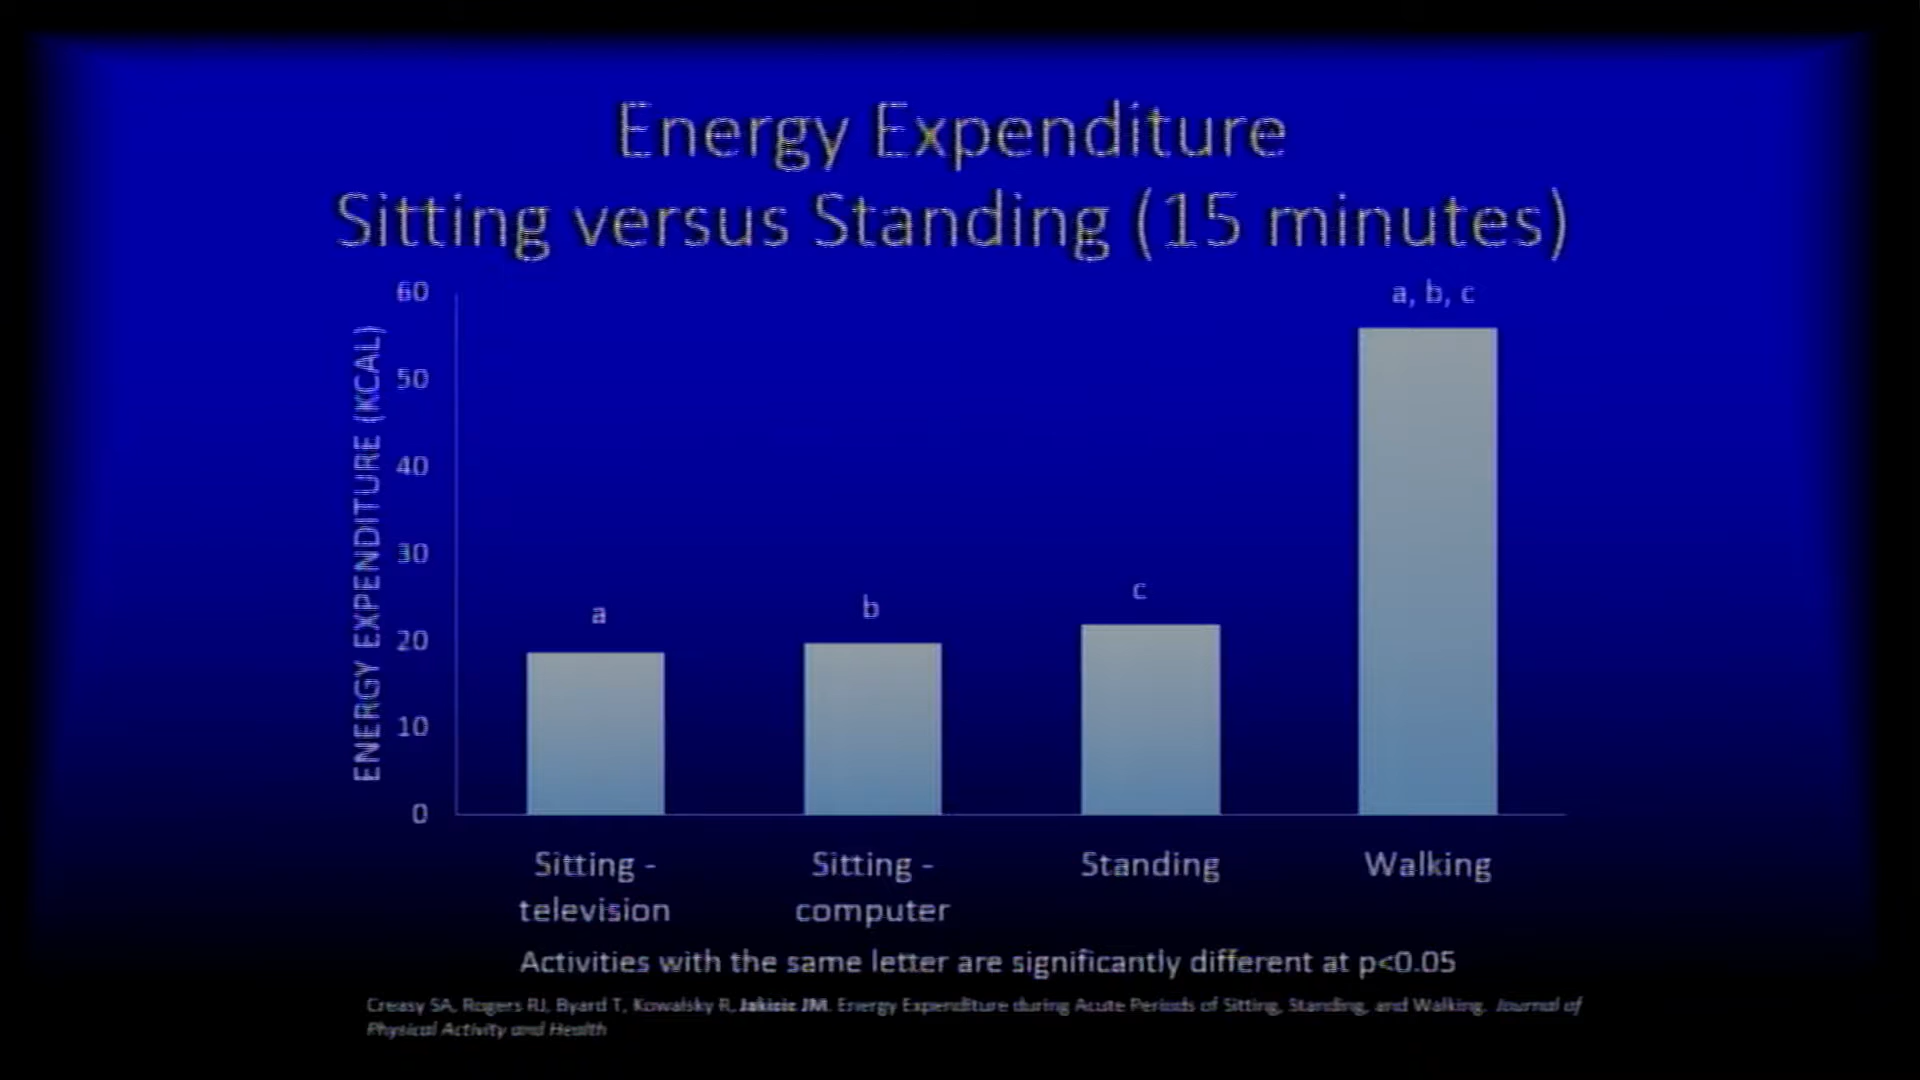 Energy Expenditure
Sitting versus Standing (15 minutes)
ENERGY EXPENDITURE (KCAL)
60
50
40
30
20
10
0
a
b
c
a, b, c
Sitting -
television
Sitting -
computer
Standing
Walking
Activities with the same letter are significantly different at p<0.05
Creasy SA, Rogers RJ, Byard T, Kowalsky R, Jakicic JM. Energy Expenditure during Acute Periods of Sitting, Standing, and Walking. Journal of
Physical Activity and Health